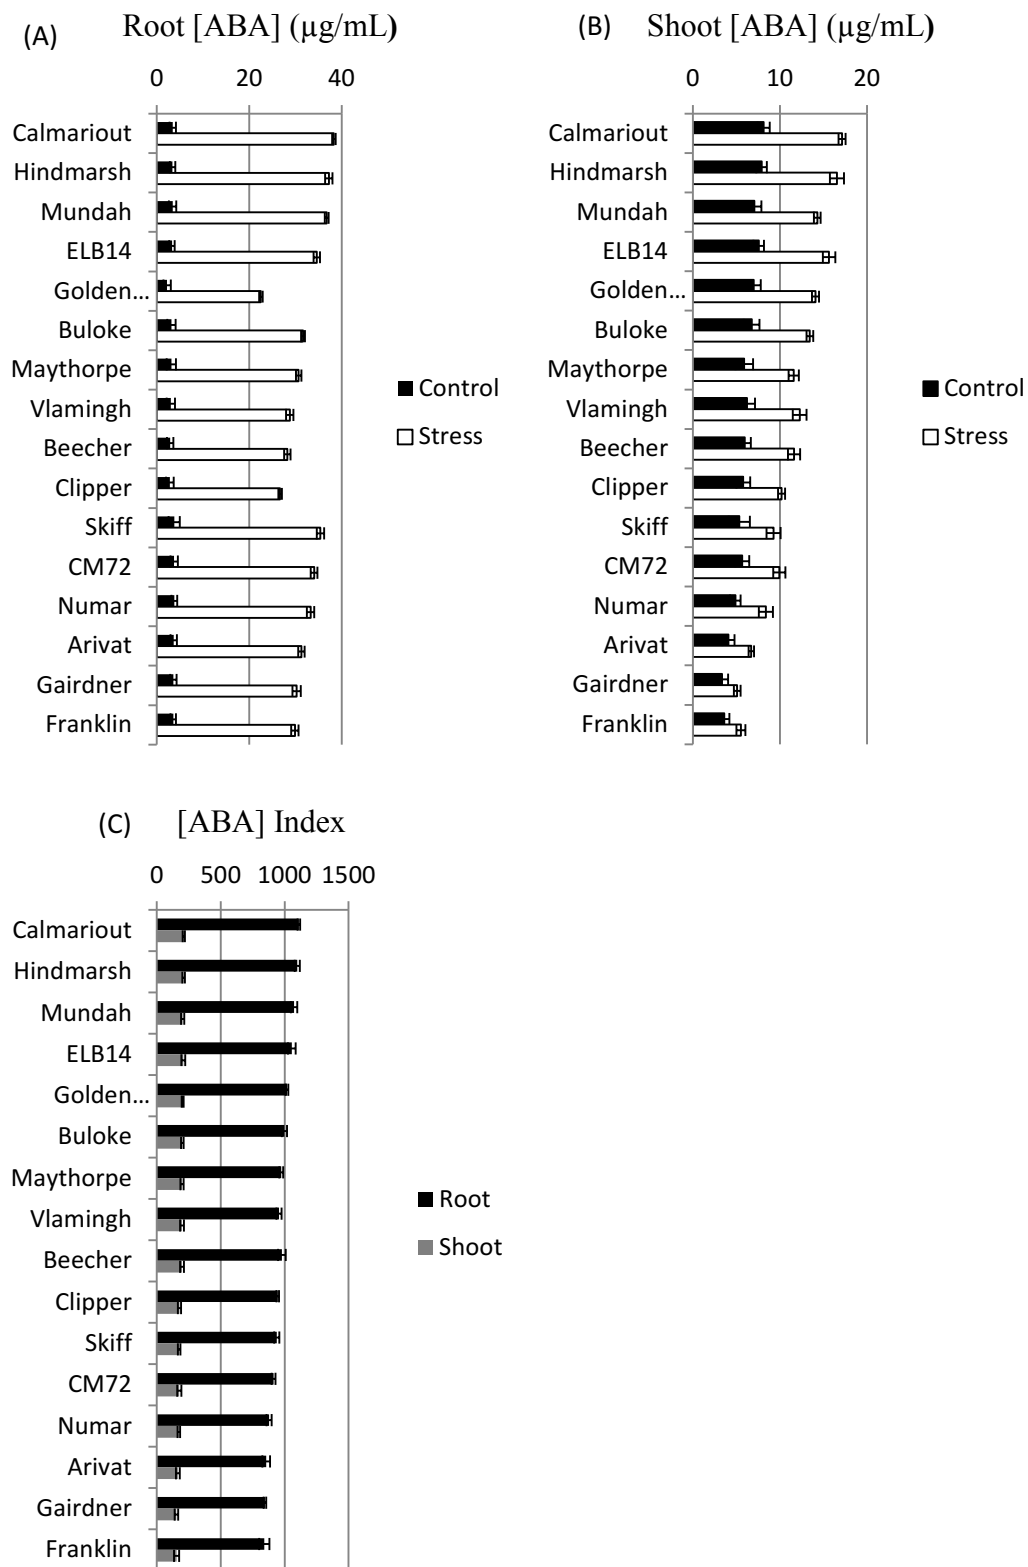 (A) Root [ABA] (µg/mL)
0 20 40
Calmariout
Hindmarsh
Mundah
ELB14
Golden...
Buloke
Maythorpe
Vlamingh
Beecher
Clipper
Skiff
CM72
Numar
Arivat
Gairdner
Franklin
Control
Stress
(B) Shoot [ABA] (µg/mL)
0 10 20
Calmariout
Hindmarsh
Mundah
ELB14
Golden...
Buloke
Maythorpe
Vlamingh
Beecher
Clipper
Skiff
CM72
Numar
Arivat
Gairdner
Franklin
Control
Stress
(C) [ABA] Index
0 500 1000 1500
Calmariout
Hindmarsh
Mundah
ELB14
Golden...
Buloke
Maythorpe
Vlamingh
Beecher
Clipper
Skiff
CM72
Numar
Arivat
Gairdner
Franklin
Root
Shoot